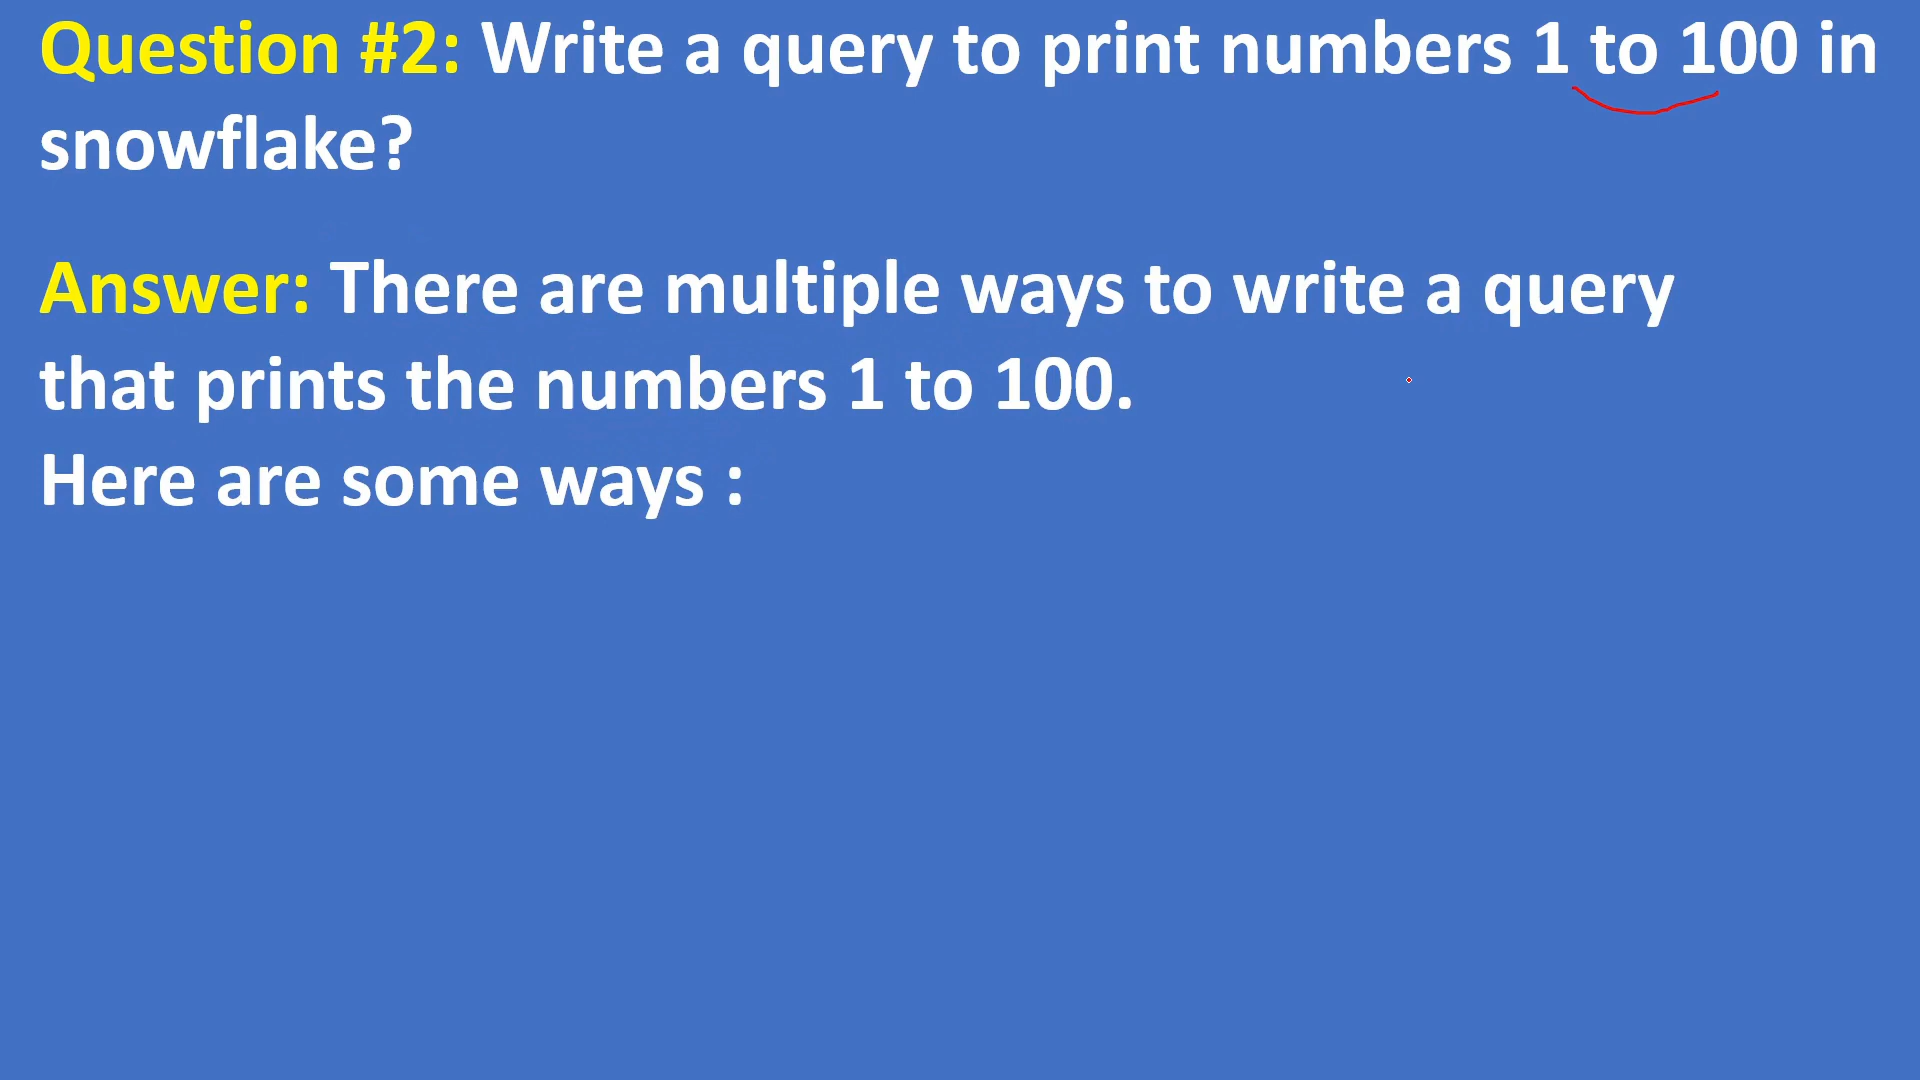 Question #2: Write a query to print numbers 1 to 100 in
snowflake?
Answer: There are multiple ways to write a query
that prints the numbers 1 to 100.
Here are some ways :